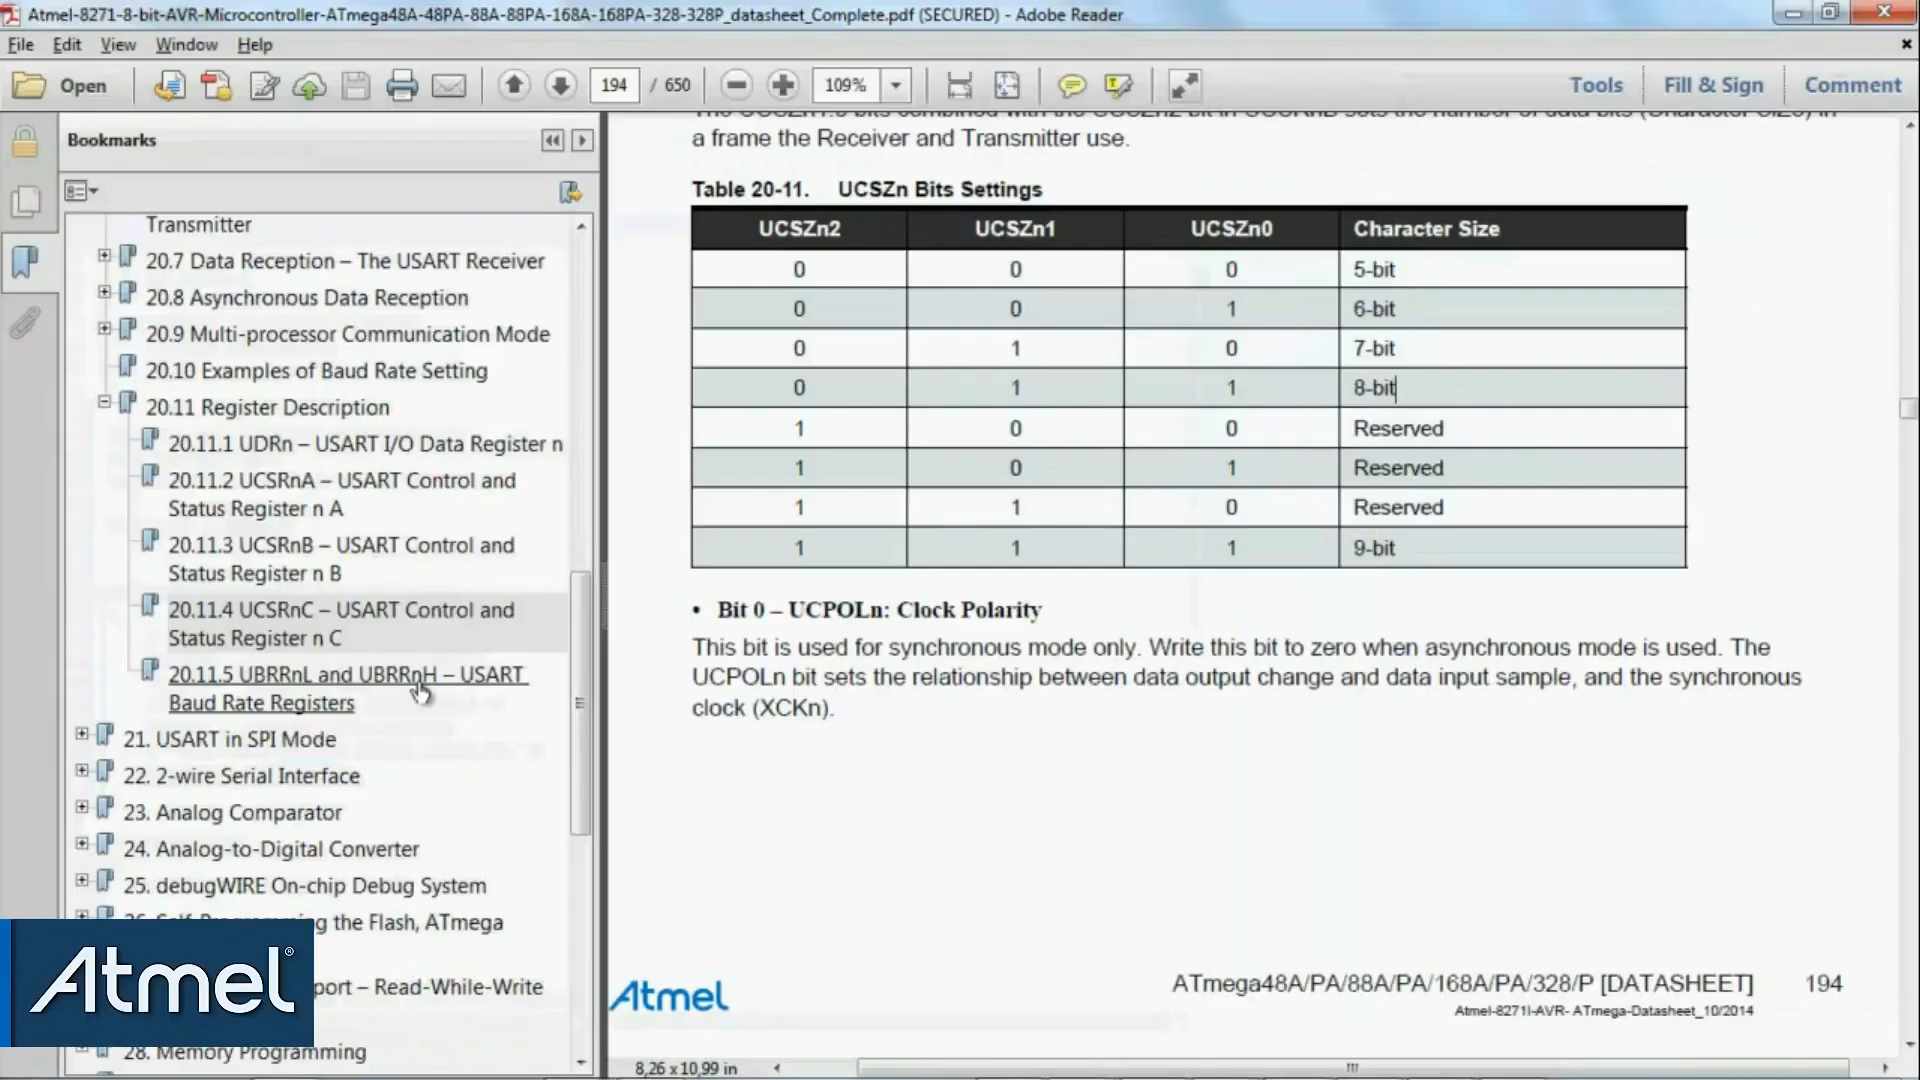 Atmel-8271-8-bit-AVR-Microcontroller-ATmega48A-48PA-88A-88PA-168A-168PA-328-328P_datasheet_Complete.pdf (SECURED) - Adobe Reader
File Edit View Window Help
Open 194 / 650 109% Tools Fill & Sign Comment
Bookmarks
Transmitter
20.7 Data Reception – The USART Receiver
20.8 Asynchronous Data Reception
20.9 Multi-processor Communication Mode
20.10 Examples of Baud Rate Setting
20.11 Register Description
20.11.1 UDRn – USART I/O Data Register n
20.11.2 UCSRnA – USART Control and
Status Register n A
20.11.3 UCSRnB – USART Control and
Status Register n B
20.11.4 UCSRnC – USART Control and
Status Register n C
20.11.5 UBRRnL and UBRRnH – USART
Baud Rate Registers
21. USART in SPI Mode
22. 2-wire Serial Interface
23. Analog Comparator
24. Analog-to-Digital Converter
25. debugWIRE On-chip Debug System
the Flash, ATmega
port – Read-While-Write
28. Memory Programming
Atmel®
a frame the Receiver and Transmitter use.
Table 20-11. UCSZn Bits Settings
UCSZn2 UCSZn1 UCSZn0 Character Size
0 0 0 5-bit
0 0 1 6-bit
0 1 0 7-bit
0 1 1 8-bit
1 0 0 Reserved
1 0 1 Reserved
1 1 0 Reserved
1 1 1 9-bit
• Bit 0 – UCPOLn: Clock Polarity
This bit is used for synchronous mode only. Write this bit to zero when asynchronous mode is used. The
UCPOLn bit sets the relationship between data output change and data input sample, and the synchronous
clock (XCKn).
Atmel ATmega48A/PA/88A/PA/168A/PA/328/P [DATASHEET] 194
Atmel-8271I-AVR- ATmega-Datasheet_10/2014
8,26 x 10,99 in